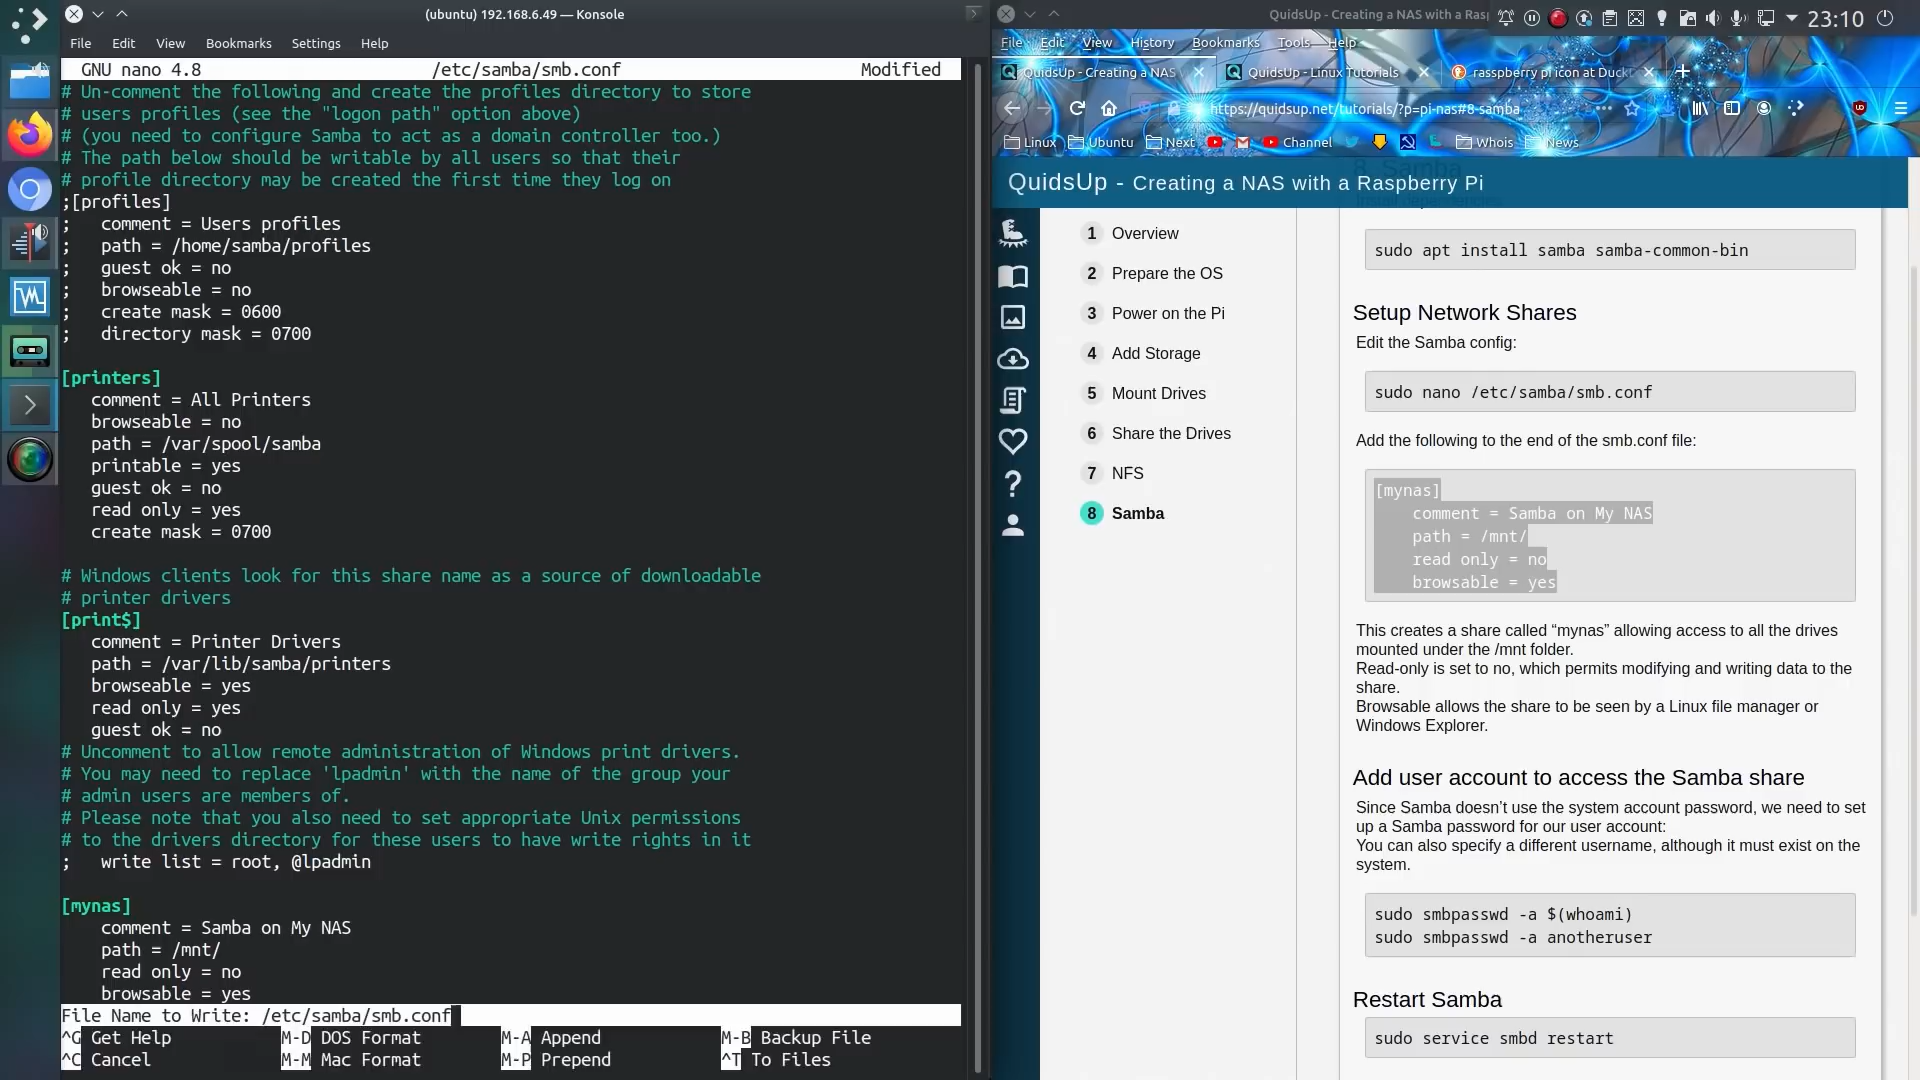 (ubuntu) 192.168.6.49 — Konsole
File Edit View Bookmarks Settings Help
GNU nano 4.8 /etc/samba/smb.conf Modified
# Un-comment the following and create the profiles directory to store
# users profiles (see the "logon path" option above)
# (you need to configure Samba to act as a domain controller too.)
# The path below should be writable by all users so that their
# profile directory may be created the first time they log on
;[profiles]
;   comment = Users profiles
;   path = /home/samba/profiles
;   guest ok = no
;   browseable = no
;   create mask = 0600
;   directory mask = 0700
[printers]
comment = All Printers
browseable = no
path = /var/spool/samba
printable = yes
guest ok = no
read only = yes
create mask = 0700
# Windows clients look for this share name as a source of downloadable
# printer drivers
[print$]
comment = Printer Drivers
path = /var/lib/samba/printers
browseable = yes
read only = yes
guest ok = no
# Uncomment to allow remote administration of Windows print drivers.
# You may need to replace 'lpadmin' with the name of the group your
# admin users are members of.
# Please note that you also need to set appropriate Unix permissions
# to the drivers directory for these users to have write rights in it
;   write list = root, @lpadmin
[mynas]
comment = Samba on My NAS
path = /mnt/
read only = no
browsable = yes
File Name to Write: /etc/samba/smb.conf
^G Get Help M-D DOS Format M-A Append M-B Backup File
^C Cancel M-M Mac Format M-P Prepend ^T To Files
QuidsUp - Creating a NAS with a Rasp
23:10
File Edit View History Bookmarks Tools Help
QuidsUp - Creating a NAS
QuidsUp - Linux Tutorials
raspberry pi icon at Duck
https://quidsup.net/tutorials/?p=pi-nas#8-samba
Linux Ubuntu Next Channel Whois News
8. Samba
QuidsUp - Creating a NAS with a Raspberry Pi
Install dependencies
1 Overview
2 Prepare the OS
3 Power on the Pi
4 Add Storage
5 Mount Drives
6 Share the Drives
7 NFS
8 Samba
sudo apt install samba samba-common-bin
Setup Network Shares
Edit the Samba config:
sudo nano /etc/samba/smb.conf
Add the following to the end of the smb.conf file:
[mynas]
comment = Samba on My NAS
path = /mnt/
read only = no
browsable = yes
This creates a share called “mynas” allowing access to all the drives
mounted under the /mnt folder.
Read-only is set to no, which permits modifying and writing data to the
share.
Browsable allows the share to be seen by a Linux file manager or
Windows Explorer.
Add user account to access the Samba share
Since Samba doesn’t use the system account password, we need to set
up a Samba password for our user account:
You can also specify a different username, although it must exist on the
system.
sudo smbpasswd -a $(whoami)
sudo smbpasswd -a anotheruser
Restart Samba
sudo service smbd restart